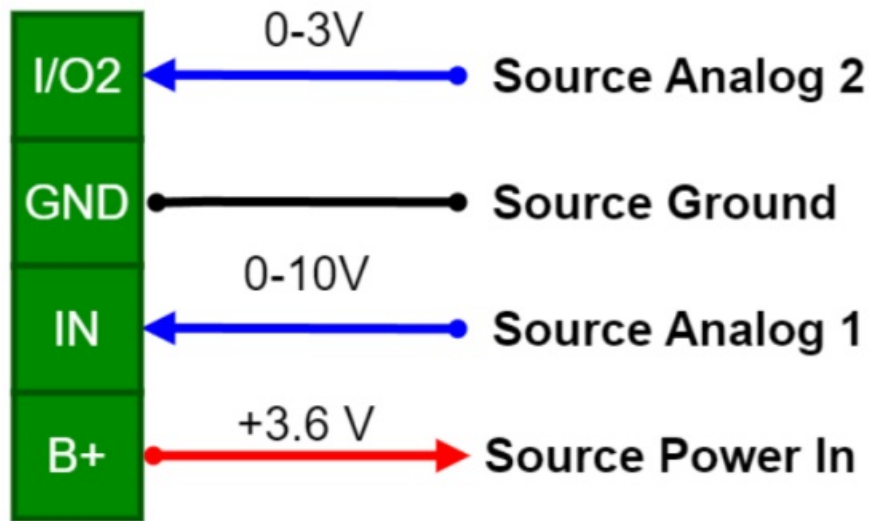 0-3V
I/O2 Source Analog 2
GND Source Ground
0-10V
IN Source Analog 1
+3.6 V
B+ Source Power In